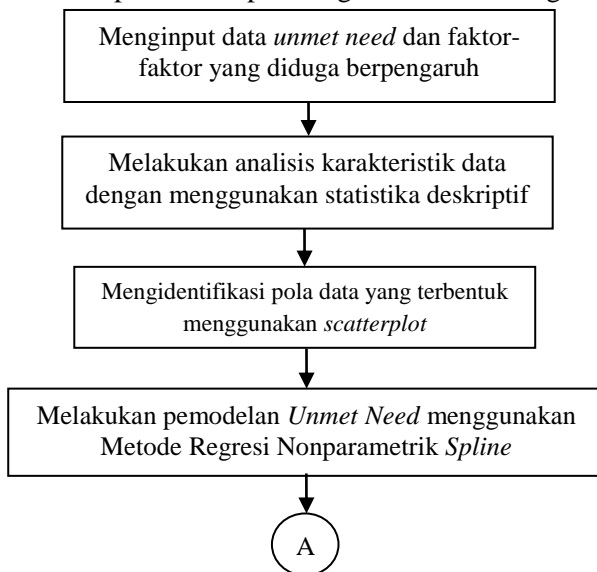 Menginput data unmet need dan faktor-
faktor yang diduga berpengaruh
Melakukan analisis karakteristik data
dengan menggunakan statistika deskriptif
Mengidentifikasi pola data yang terbentuk
menggunakan scatterplot
Melakukan pemodelan Unmet Need menggunakan
Metode Regresi Nonparametrik Spline
A